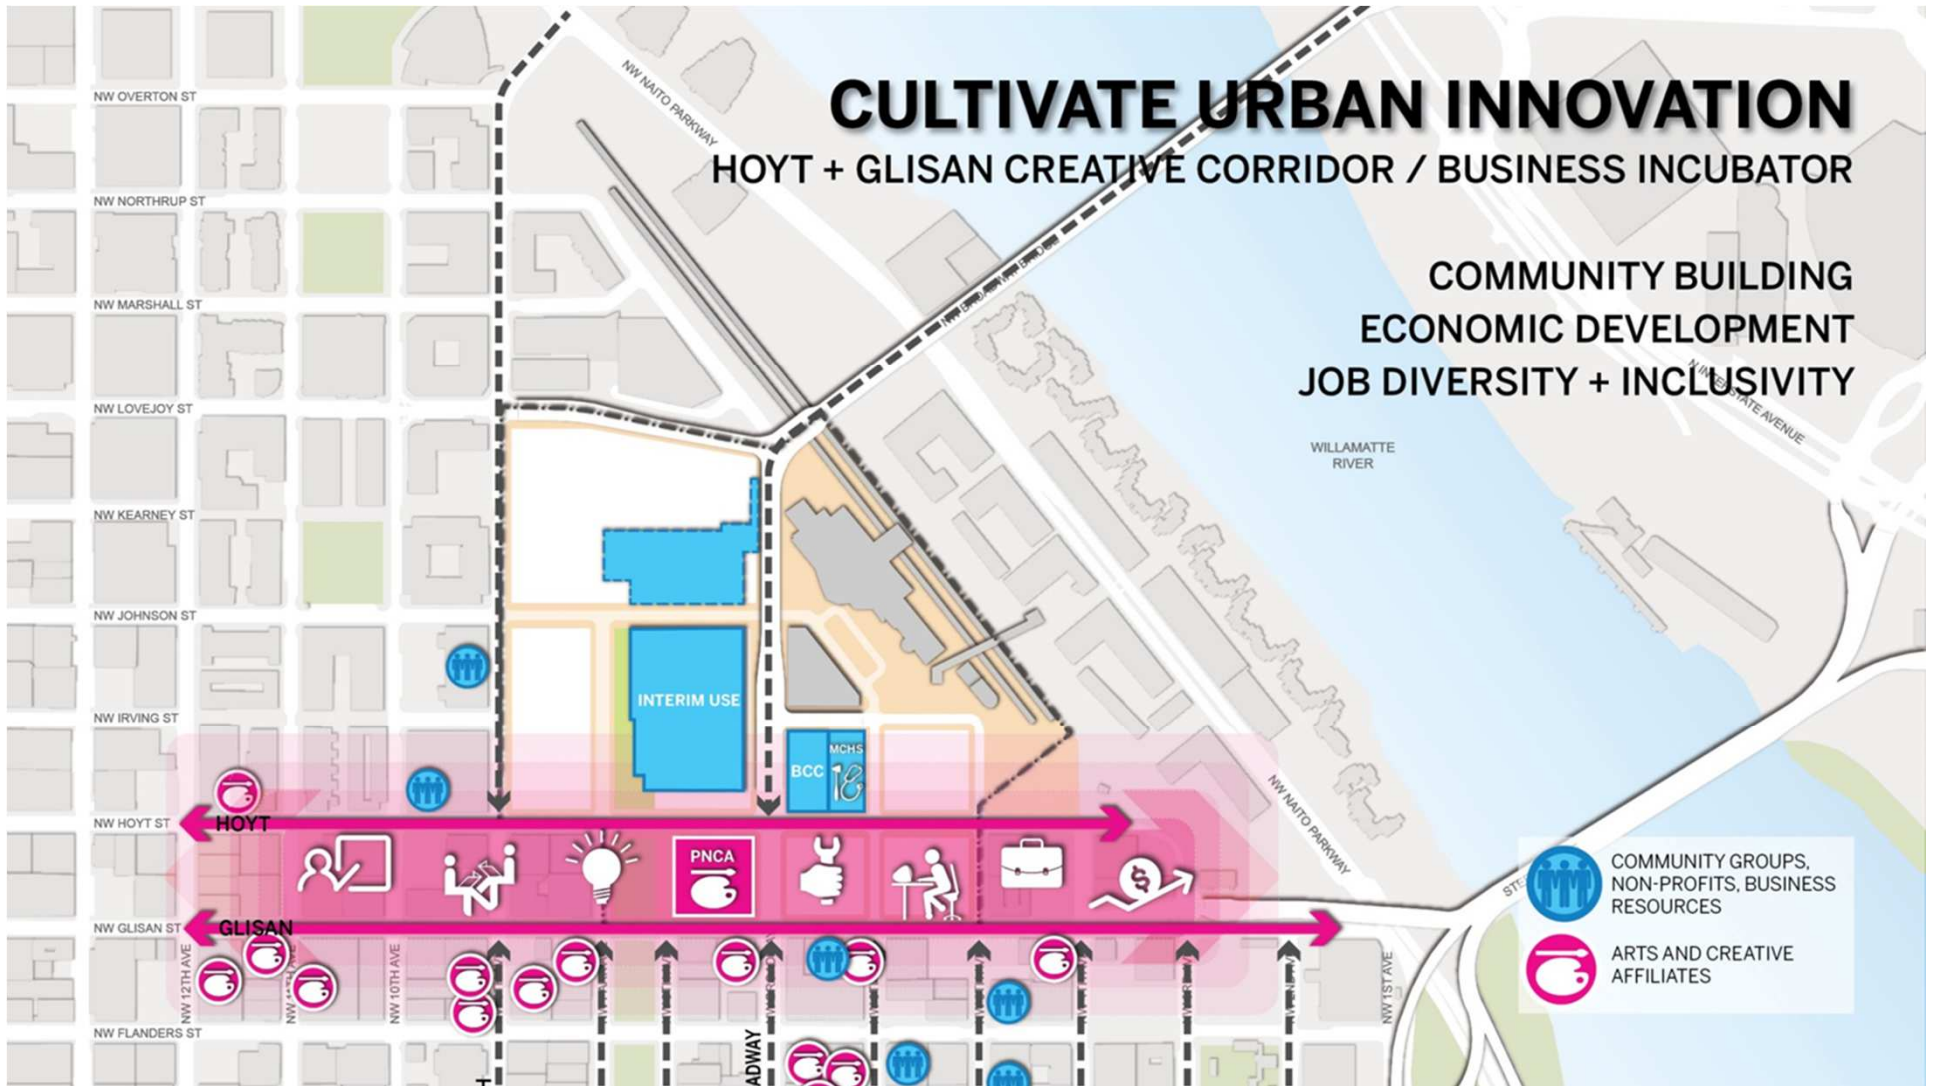 CULTIVATE URBAN INNOVATION
HOYT + GLISAN CREATIVE CORRIDOR / BUSINESS INCUBATOR
COMMUNITY BUILDING
ECONOMIC DEVELOPMENT
JOB DIVERSITY + INCLUSIVITY
NW OVERTON ST
NW NAITO PARKWAY
NW NORTHRUP ST
NW MARSHALL ST
NW LOVEJOY ST
N INTERSTATE AVENUE
WILLAMATTE
RIVER
NW KEARNEY ST
NW JOHNSON ST
INTERIM USE
NW IRVING ST
MCHS
BCC
NW HOYT ST
HOYT
NW NAITO PARKWAY
PNCA
NW GLISAN ST
GLISAN
NW 12TH AVE
NW 10TH AVE
NW 1ST AVE
NW FLANDERS ST
COMMUNITY GROUPS,
NON-PROFITS, BUSINESS
RESOURCES
ARTS AND CREATIVE
AFFILIATES